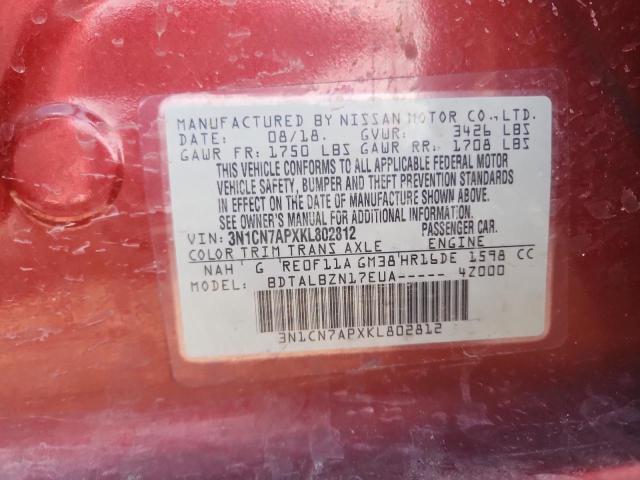 MANUFACTURED BY NISSAN MOTOR CO.,LTD.
DATE: 08/18. GVWR: 3426 LBS
GAWR FR: 1750 LBS GAWR RR: 1708 LBS
THIS VEHICLE CONFORMS TO ALL APPLICABLE FEDERAL MOTOR
VEHICLE SAFETY, BUMPER AND THEFT PREVENTION STANDARDS
IN EFFECT ON THE DATE OF MANUFACTURE SHOWN ABOVE.
SEE OWNER'S MANUAL FOR ADDITIONAL INFORMATION.
VIN: 3N1CN7APXKL802812 PASSENGER CAR.
COLOR TRIM TRANS AXLE ENGINE
NAH G RE0F11A GM38 HR16DE 1598 CC
MODEL: BDTALBZN17EUA----- 4Z000
3N1CN7APXKL802812